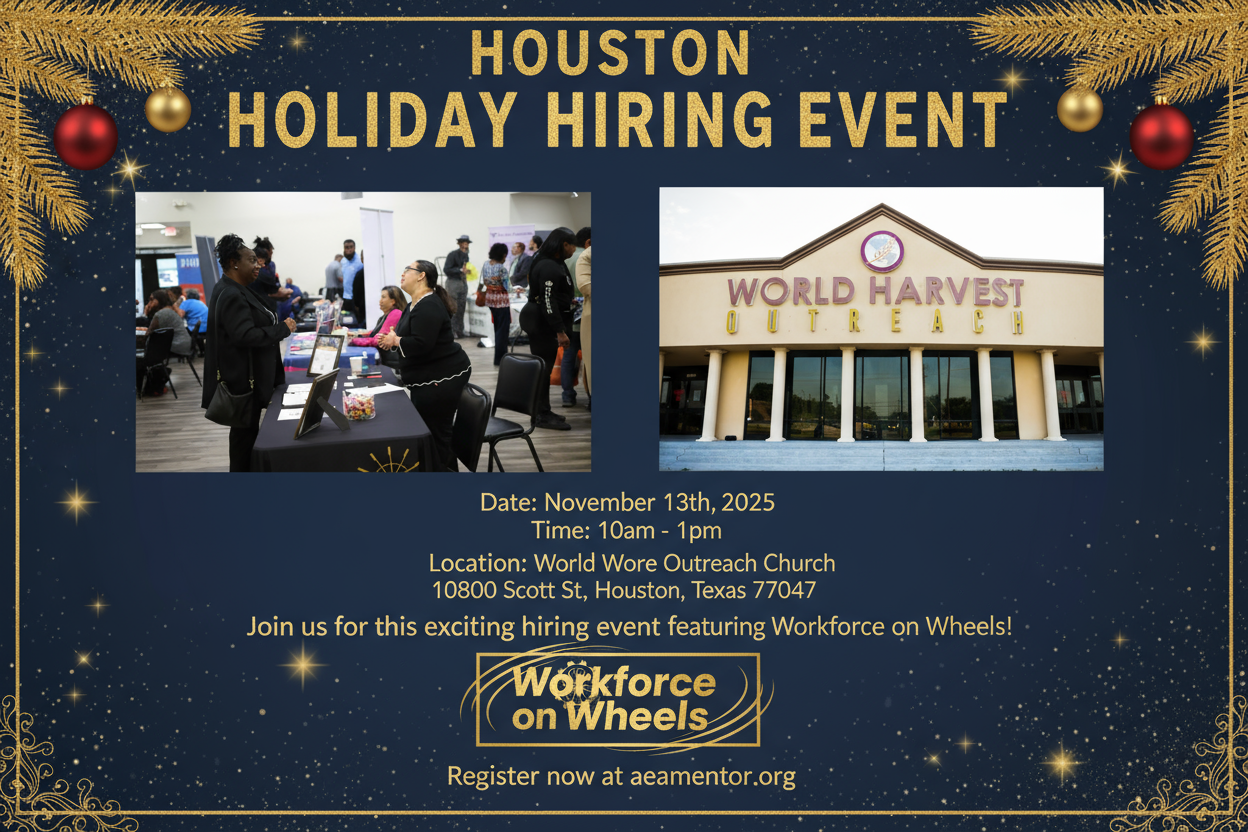 HOUSTON
HOLIDAY HIRING EVENT
WORLD HARVEST
OUTREACH
Date: November 13th, 2025
Time: 10am - 1pm
Location: World Wore Outreach Church
10800 Scott St, Houston, Texas 77047
Join us for this exciting hiring event featuring Workforce on Wheels!
Workforce
on Wheels
Register now at aeamentor.org